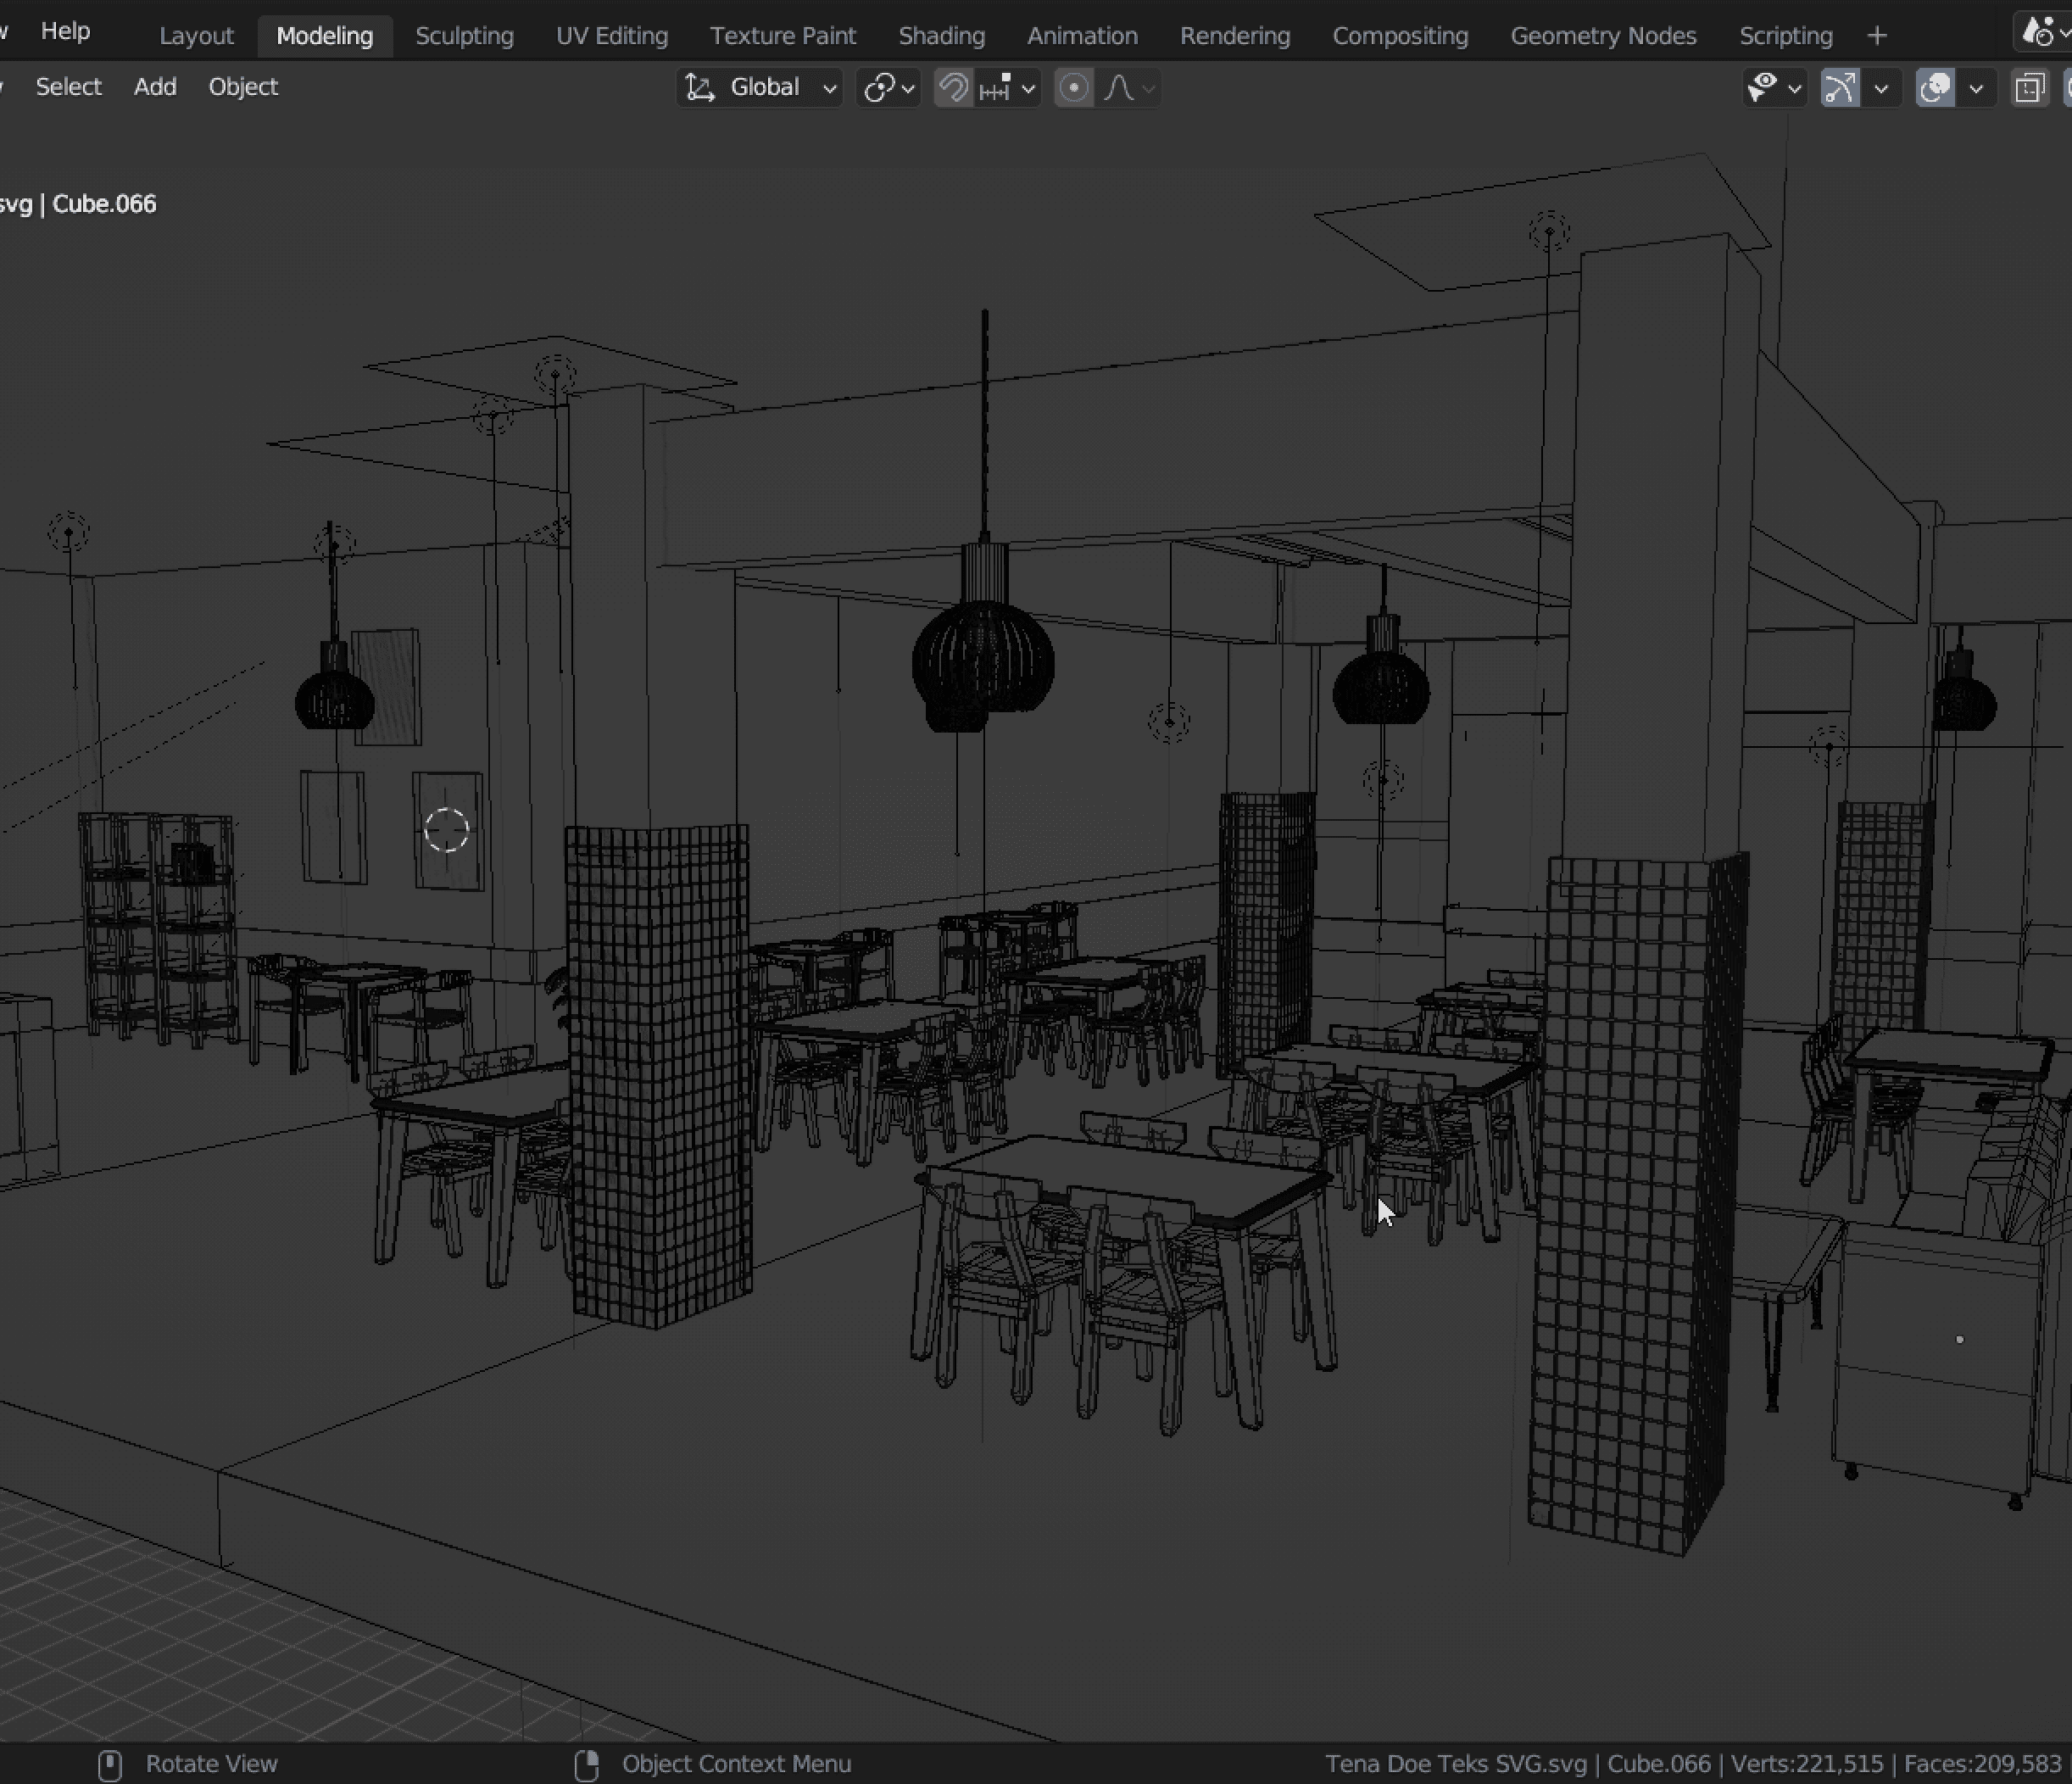 Help Layout Modeling Sculpting UV Editing Texture Paint Shading Animation Rendering Compositing Geometry Nodes Scripting +
Select Add Object Global
svg | Cube.066
Rotate View Object Context Menu Tena Doe Teks SVG.svg | Cube.066 | Verts:221,515 | Faces:209,583